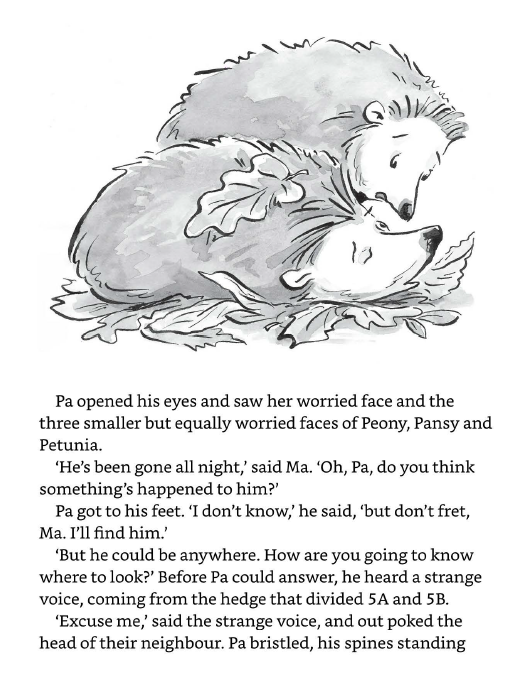 Pa opened his eyes and saw her worried face and the
three smaller but equally worried faces of Peony, Pansy and
Petunia.
‘He’s been gone all night,’ said Ma. ‘Oh, Pa, do you think
something’s happened to him?’
Pa got to his feet. ‘I don’t know,’ he said, ‘but don’t fret,
Ma. I’ll find him.’
‘But he could be anywhere. How are you going to know
where to look?’ Before Pa could answer, he heard a strange
voice, coming from the hedge that divided 5A and 5B.
‘Excuse me,’ said the strange voice, and out poked the
head of their neighbour. Pa bristled, his spines standing